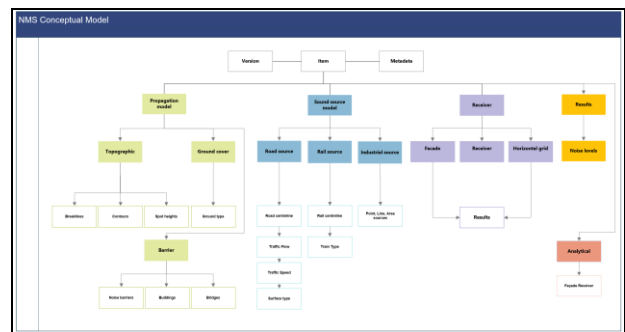 NMS Conceptual Model
Version
Item
Metadata
Propagation
model
Sound source
model
Receiver
Results
Topographic
Ground cover
Road source
Rail source
Industrial source
Facade
Receiver
Horizontal grid
Noise levels
Breaklines
Contours
Spot heights
Ground type
Road centreline
Rail centreline
Point, Line, Area
sources
Results
Barrier
Traffic Flow
Train Type
Analytical
Traffic Speed
Noise barriers
Buildings
Bridges
Surface type
Façade Receiver